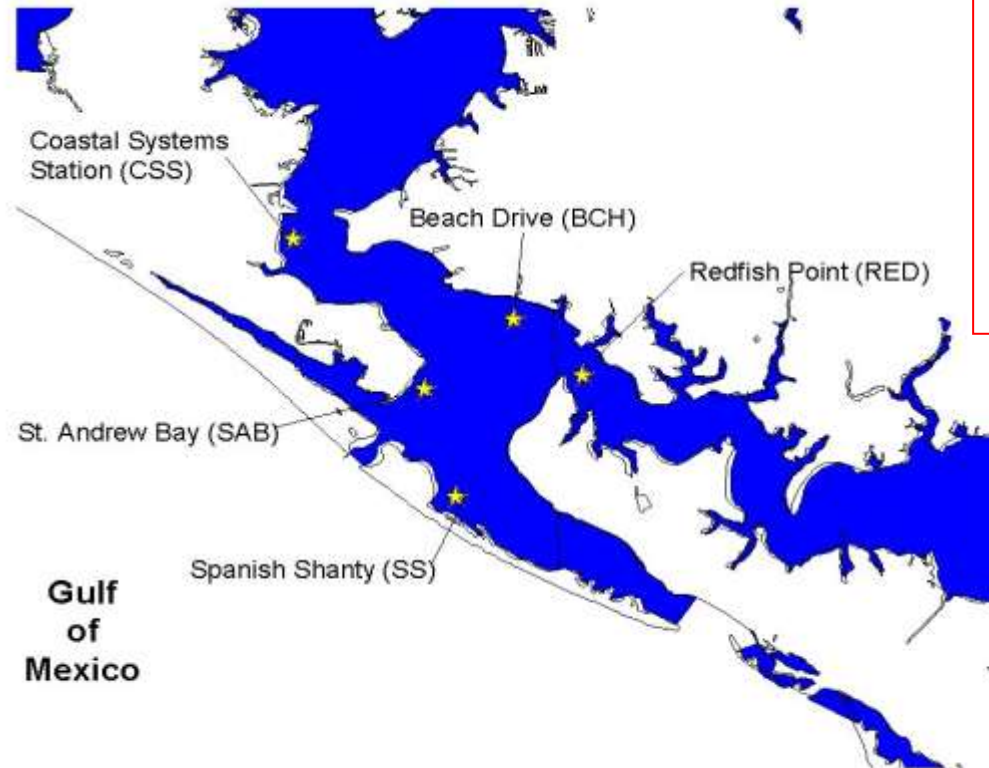 Coastal Systems
Station (CSS)
Beach Drive (BCH)
Redfish Point (RED)
St. Andrew Bay (SAB)
Spanish Shanty (SS)
Gulf
of
Mexico